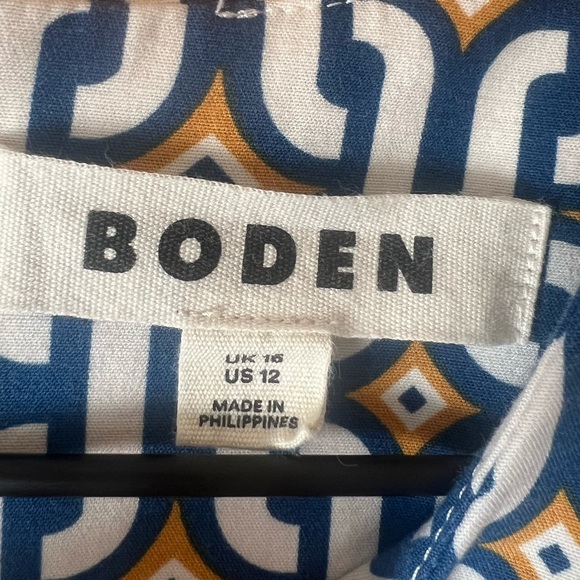 BODEN
UK 16
US 12
MADE IN
PHILIPPINES